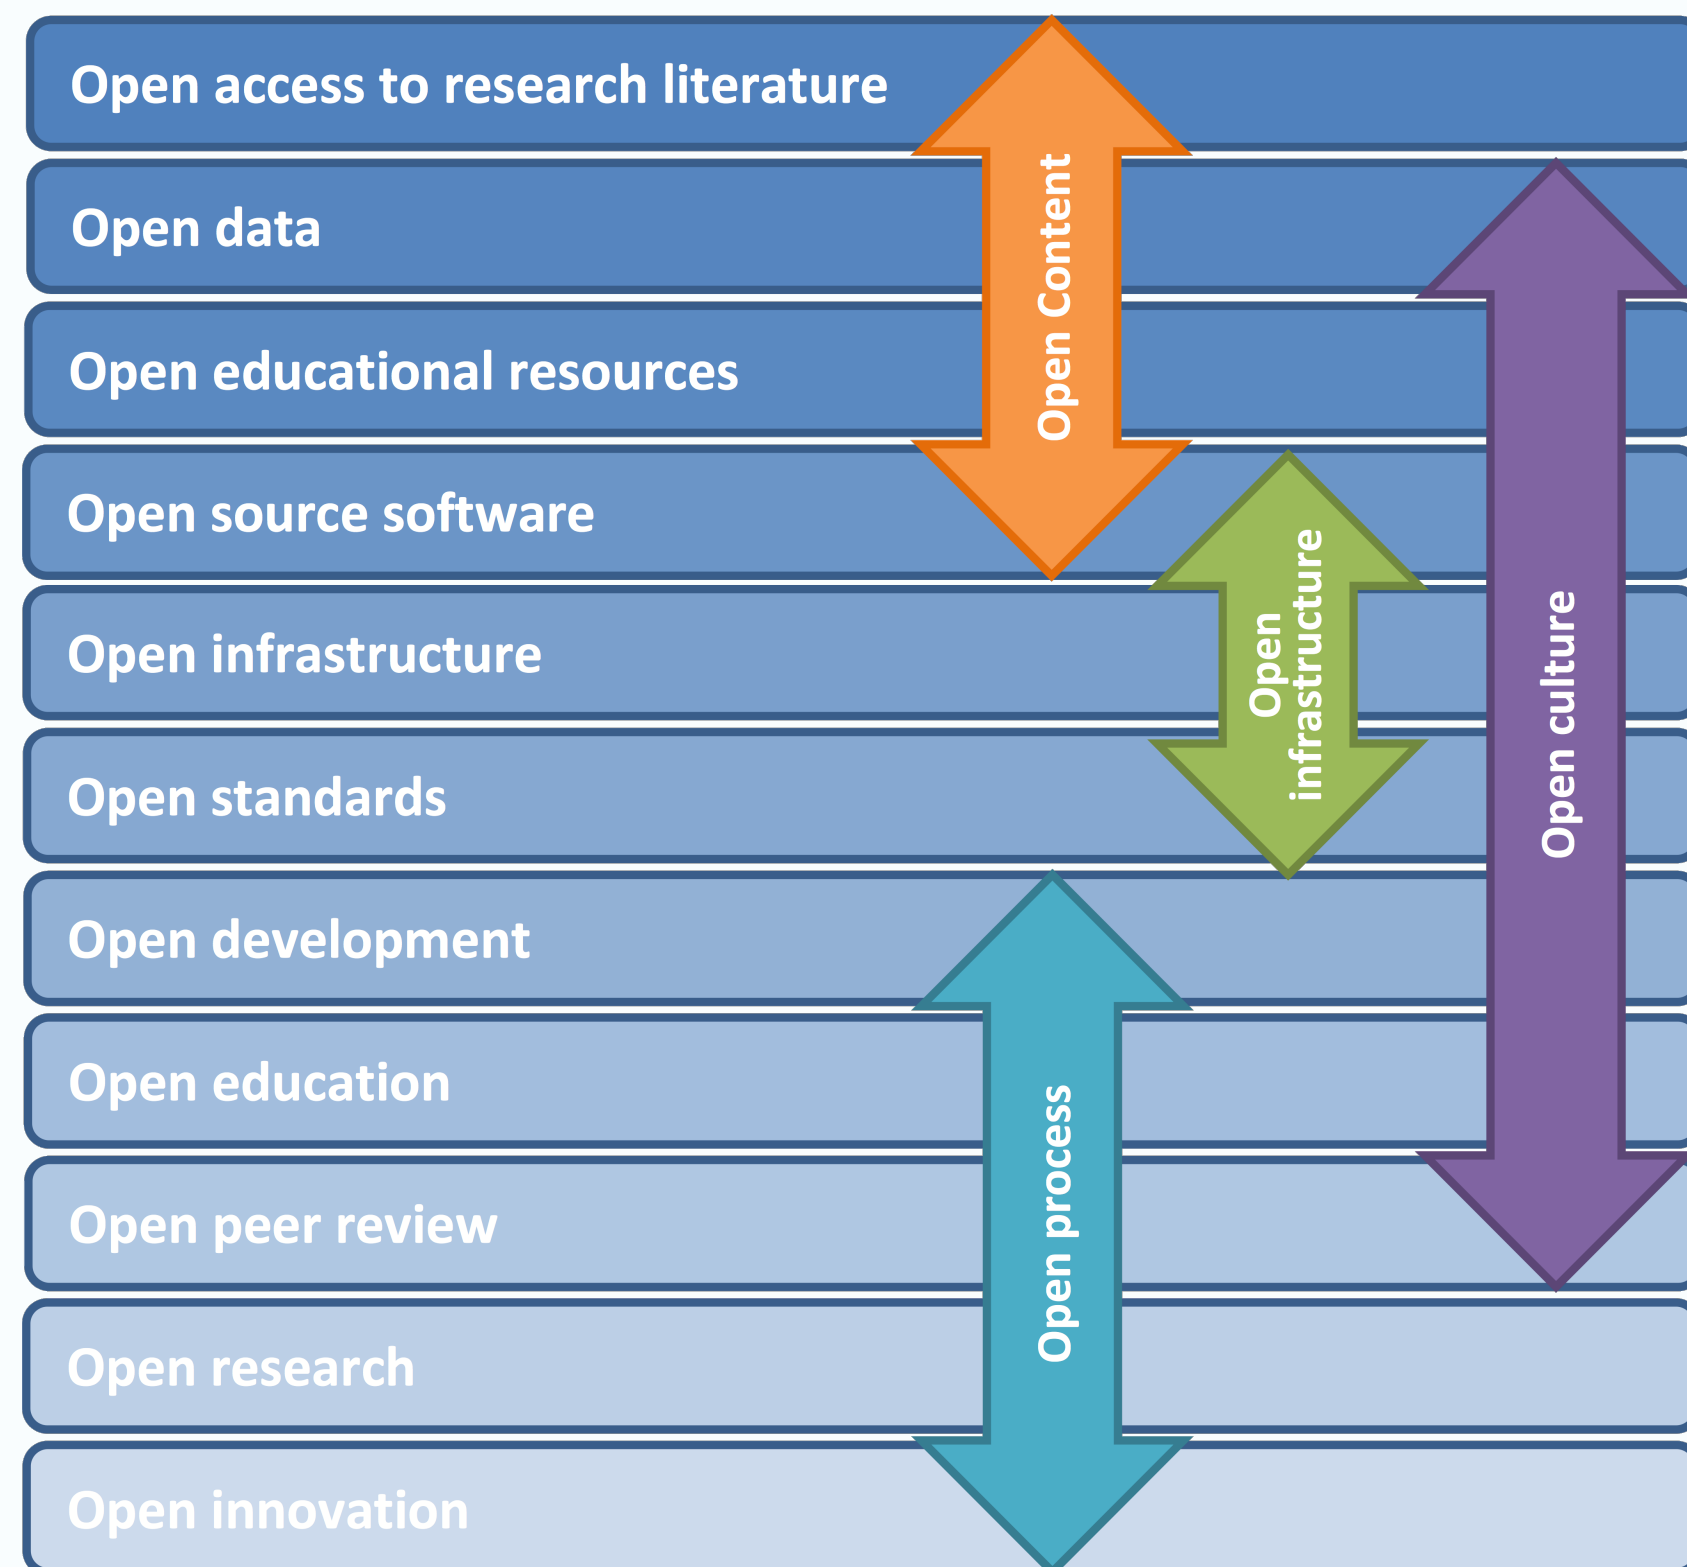 Open access to research literature
Open data
Open educational resources
Open source software
Open infrastructure
Open standards
Open development
Open education
Open peer review
Open research
Open innovation
Open Content
Open
infrastructure
Open culture
Open process